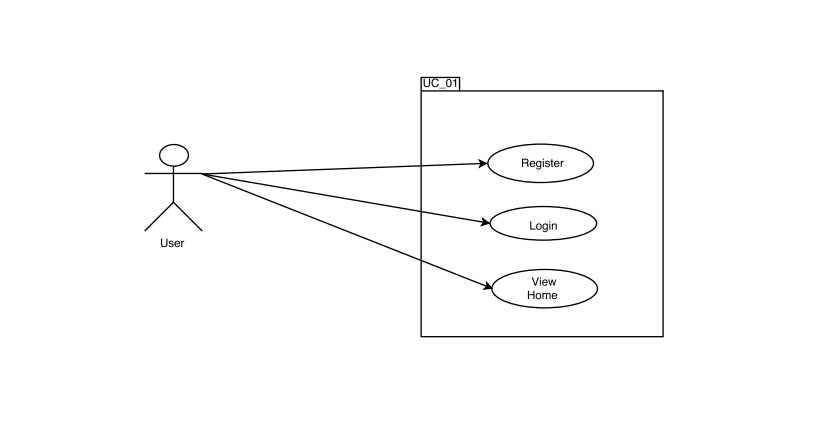 UC_01
Register
Login
View
Home
User